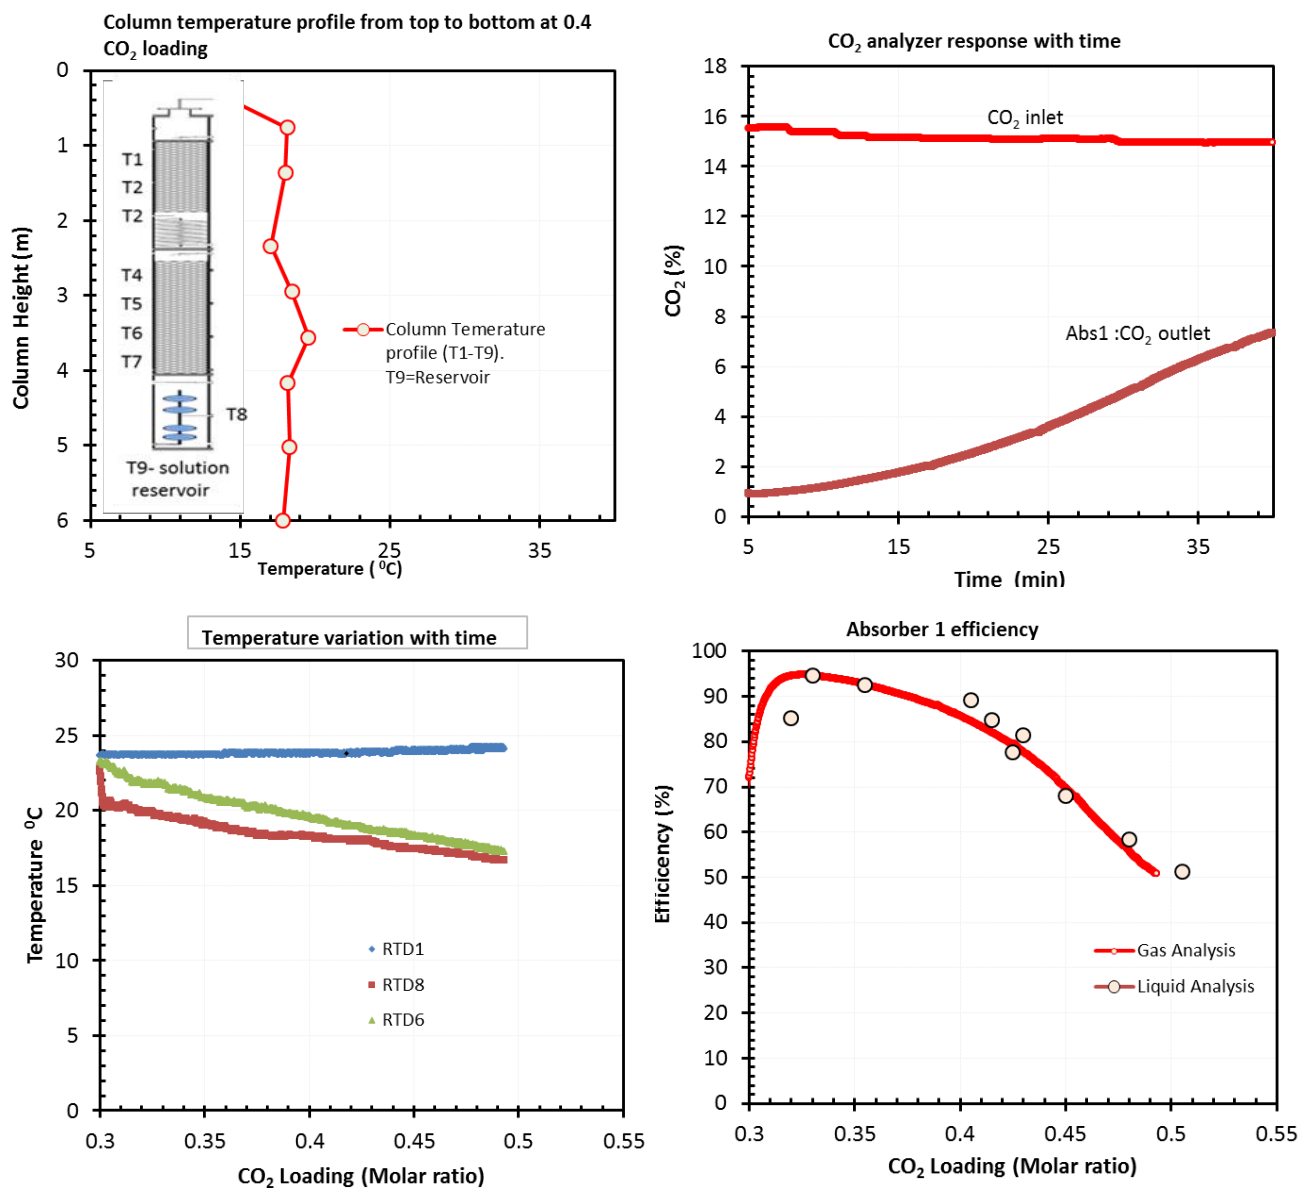 Column temperature profile from top to bottom at 0.4
CO2 loading
0
1
2
3
4
5
6
Column Height (m)
T1
T2
T2
T4
T5
T6
T7
T8
T9- solution
reservoir
Column Temerature
profile (T1-T9).
T9=Reservoir
5 15 25 35
Temperature ( ⁰C)
CO2 analyzer response with time
18
16
14
12
10
8
6
4
2
0
CO2 (%)
CO2 inlet
Abs1 :CO2 outlet
5 15 25 35
Time (min)
Temperature variation with time
30
25
20
15
10
5
0
Temperature ⁰C
RTD1
RTD8
RTD6
0.3 0.35 0.4 0.45 0.5 0.55
CO2 Loading (Molar ratio)
Absorber 1 efficiency
100
90
80
70
60
50
40
30
20
10
0
Efficicency (%)
Gas Analysis
Liquid Analysis
0.3 0.35 0.4 0.45 0.5 0.55
CO2 Loading (Molar ratio)